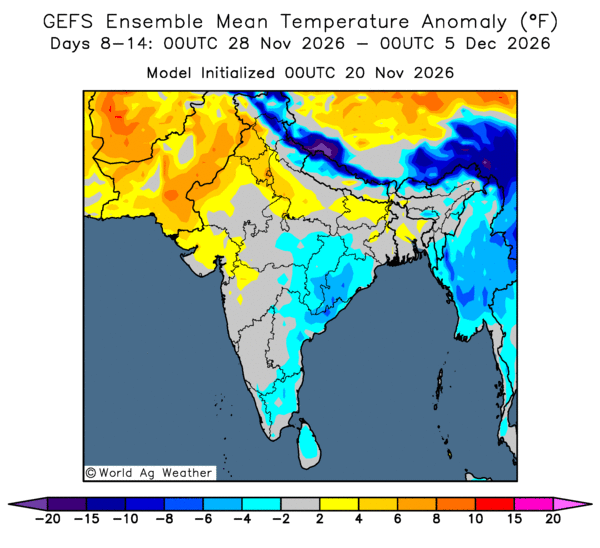 GEFS Ensemble Mean Temperature Anomaly (°F)
Days 8−14: 00UTC 28 Nov 2026 − 00UTC 5 Dec 2026
Model Initialized 00UTC 20 Nov 2026
© World Ag Weather
−20 −15 −10 −8 −6 −4 −2 2 4 6 8 10 15 20